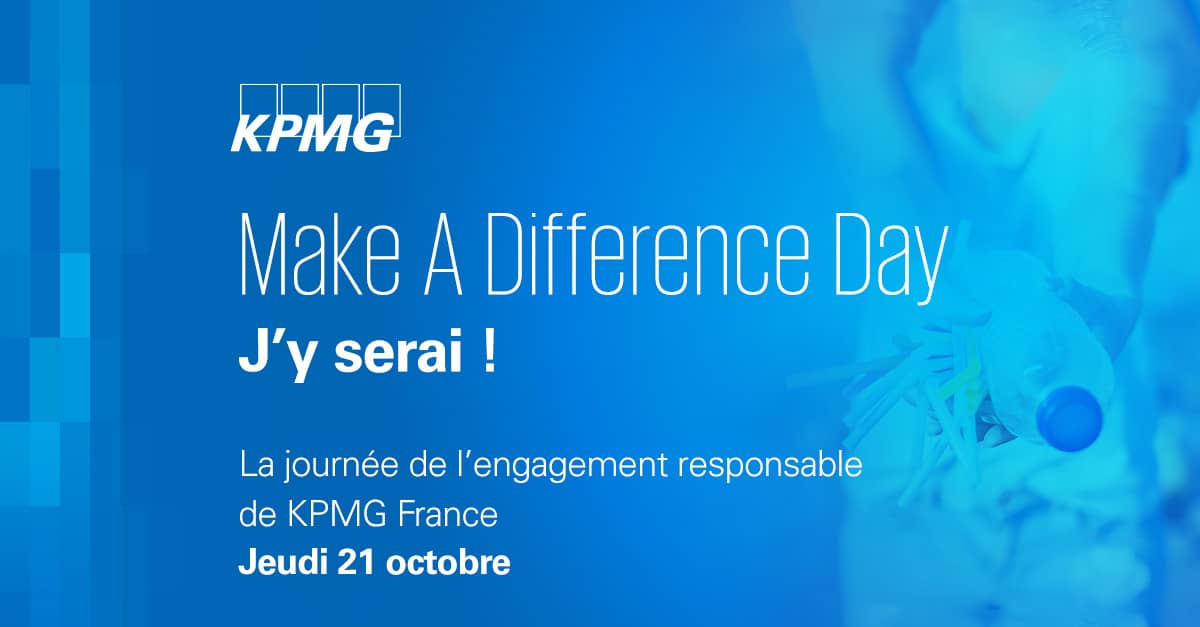 KPMG
Make A Difference Day
J’y serai !
La journée de l’engagement responsable
de KPMG France
Jeudi 21 octobre